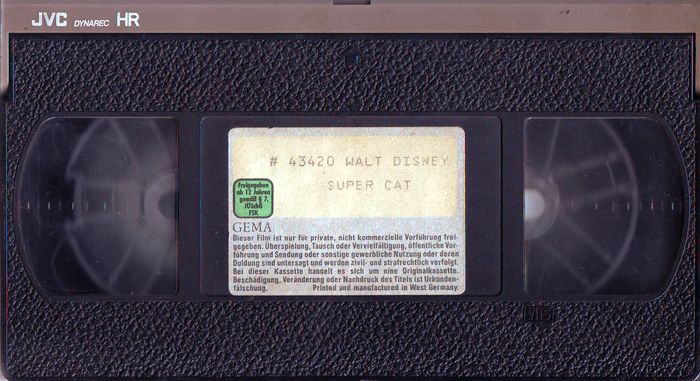 JVC DYNAREC HR
# 43420 WALT DISNEY
SUPER CAT
Freigegeben
ab 12 Jahren
gemäß § 7,
JÖSchG
FSK
GEMA
Dieser Film ist nur für private, nicht kommerzielle Vorführung frei-
gegeben. Überspielung, Tausch oder Vervielfältigung, öffentliche Vor-
führung und Sendung oder sonstige gewerbliche Nutzung oder deren
Duldung sind untersagt und werden zivil- und strafrechtlich verfolgt.
Bei dieser Kassette handelt es sich um eine Originalkassette.
Beschädigung, Veränderung oder Nachdruck des Titels ist Urkunden-
fälschung. Printed and manufactured in West Germany.
VHS